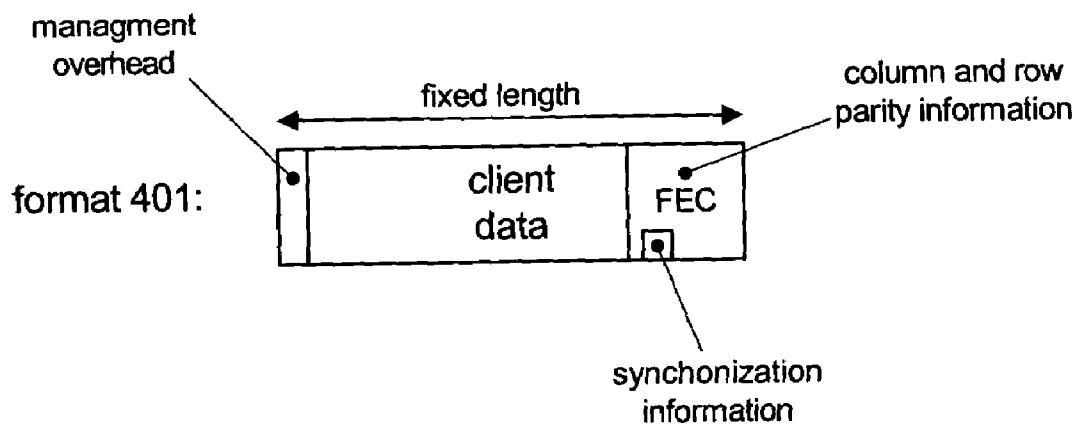 managment
overhead
fixed length
column and row
parity information
format 401:
client
data
FEC
synchonization
information